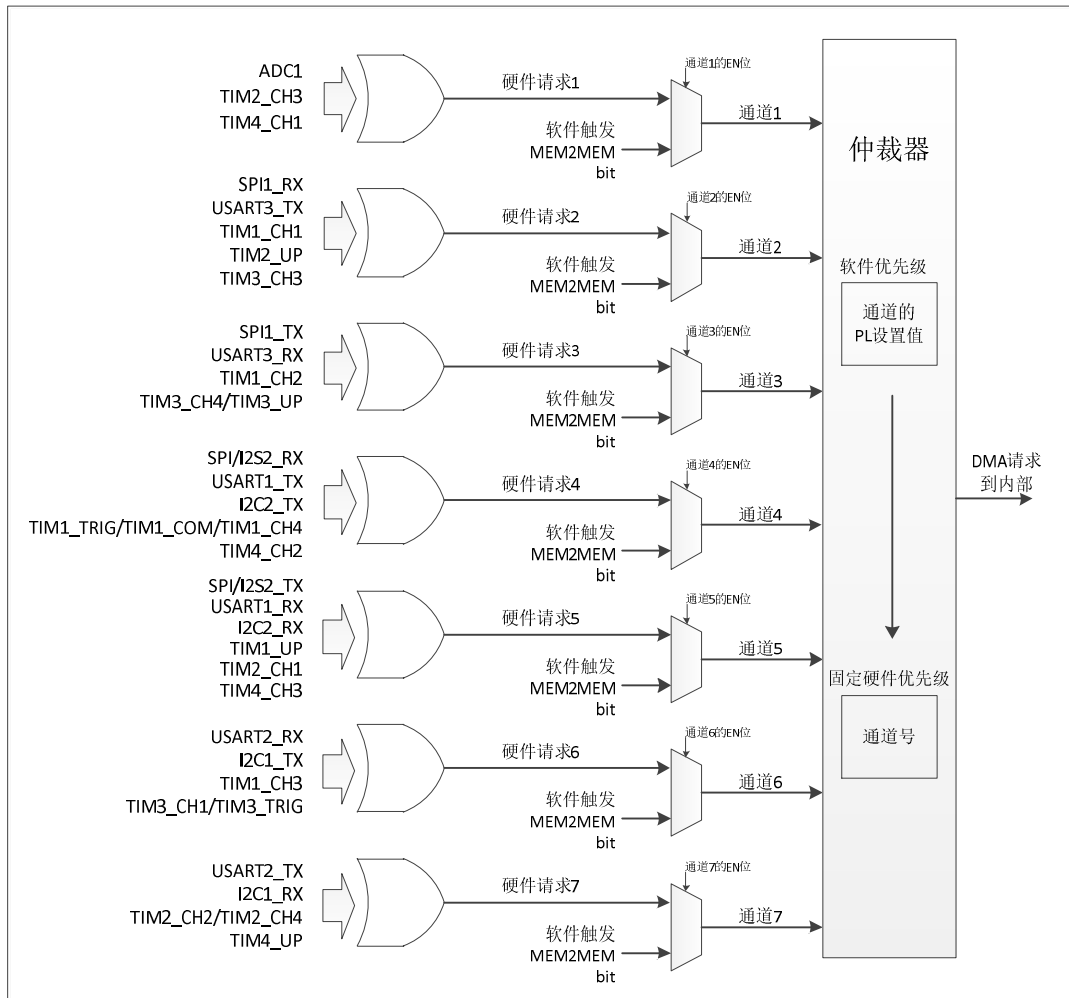 ADC1
TIM2_CH3
TIM4_CH1
硬件请求1
软件触发
MEM2MEM
bit
通道1的EN位
通道1
SPI1_RX
USART3_TX
TIM1_CH1
TIM2_UP
TIM3_CH3
硬件请求2
软件触发
MEM2MEM
bit
通道2的EN位
通道2
SPI1_TX
USART3_RX
TIM1_CH2
TIM3_CH4/TIM3_UP
硬件请求3
软件触发
MEM2MEM
bit
通道3的EN位
通道3
SPI/I2S2_RX
USART1_TX
I2C2_TX
TIM1_TRIG/TIM1_COM/TIM1_CH4
TIM4_CH2
硬件请求4
软件触发
MEM2MEM
bit
通道4的EN位
通道4
SPI/I2S2_TX
USART1_RX
I2C2_RX
TIM1_UP
TIM2_CH1
TIM4_CH3
硬件请求5
软件触发
MEM2MEM
bit
通道5的EN位
通道5
USART2_RX
I2C1_TX
TIM1_CH3
TIM3_CH1/TIM3_TRIG
硬件请求6
软件触发
MEM2MEM
bit
通道6的EN位
通道6
USART2_TX
I2C1_RX
TIM2_CH2/TIM2_CH4
TIM4_UP
硬件请求7
软件触发
MEM2MEM
bit
通道7的EN位
通道7
仲裁器
软件优先级
通道的
PL设置值
固定硬件优先级
通道号
DMA请求
到内部